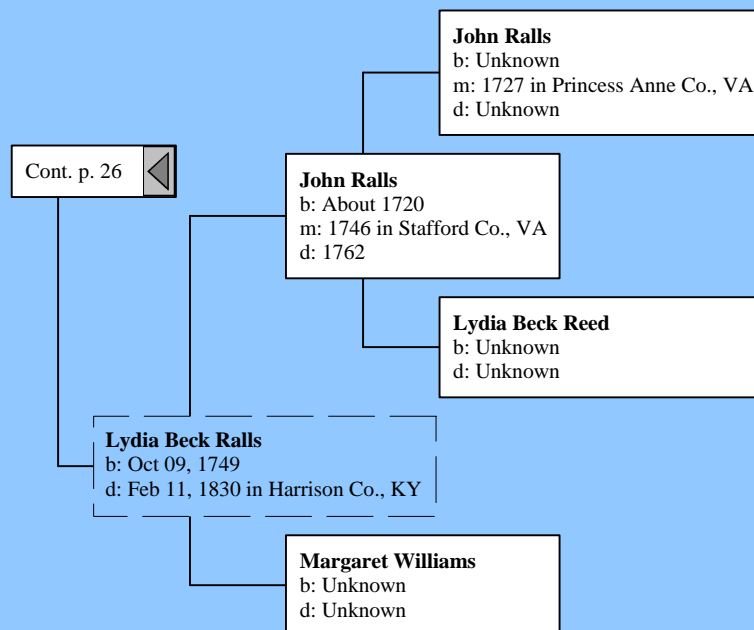 John Ralls
b: Unknown
m: 1727 in Princess Anne Co., VA
d: Unknown
Cont. p. 26
John Ralls
b: About 1720
m: 1746 in Stafford Co., VA
d: 1762
Lydia Beck Reed
b: Unknown
d: Unknown
Lydia Beck Ralls
b: Oct 09, 1749
d: Feb 11, 1830 in Harrison Co., KY
Margaret Williams
b: Unknown
d: Unknown